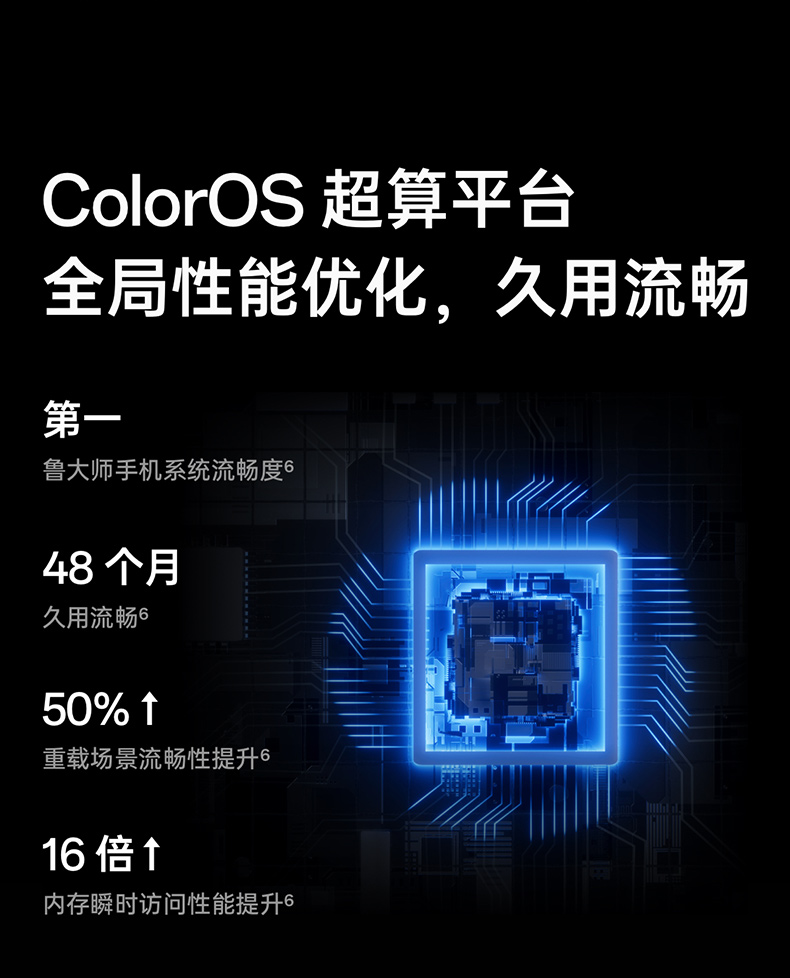 ColorOS 超算平台
全局性能优化，久用流畅
第一
鲁大师手机系统流畅度⁶
48 个月
久用流畅⁶
50%↑
重载场景流畅性提升⁶
16 倍↑
内存瞬时访问性能提升⁶